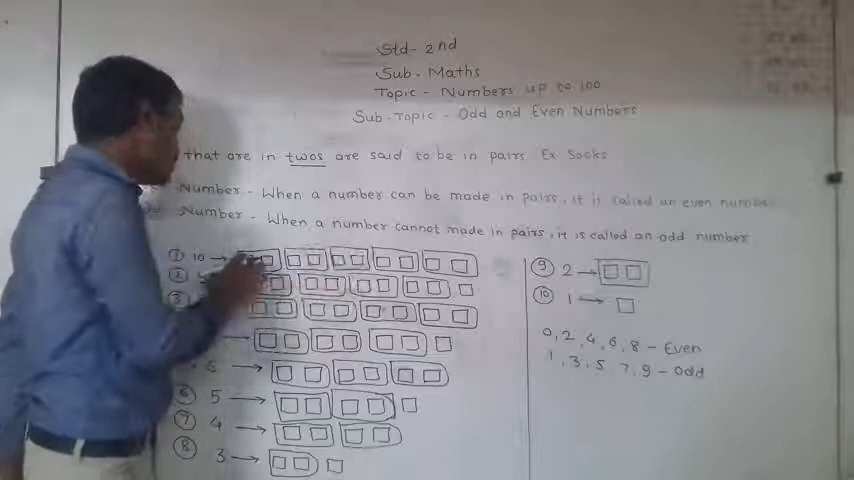 Std- 2nd
Sub- Maths
Topic - Numbers up to 100
Sub-Topic - Odd and Even Numbers
that are in twos are said to be in pairs Ex Socks
Number - When a number can be made in pairs, it is called an even number
Number - When a number cannot made in pairs, it is called an odd number
① 10 →
②
③
⑥ 5 →
⑦ 4 →
⑧ 3 →
⑨ 2 →
⑩ 1 →
0, 2, 4, 6, 8 - Even
1, 3, 5 7, 9 - Odd